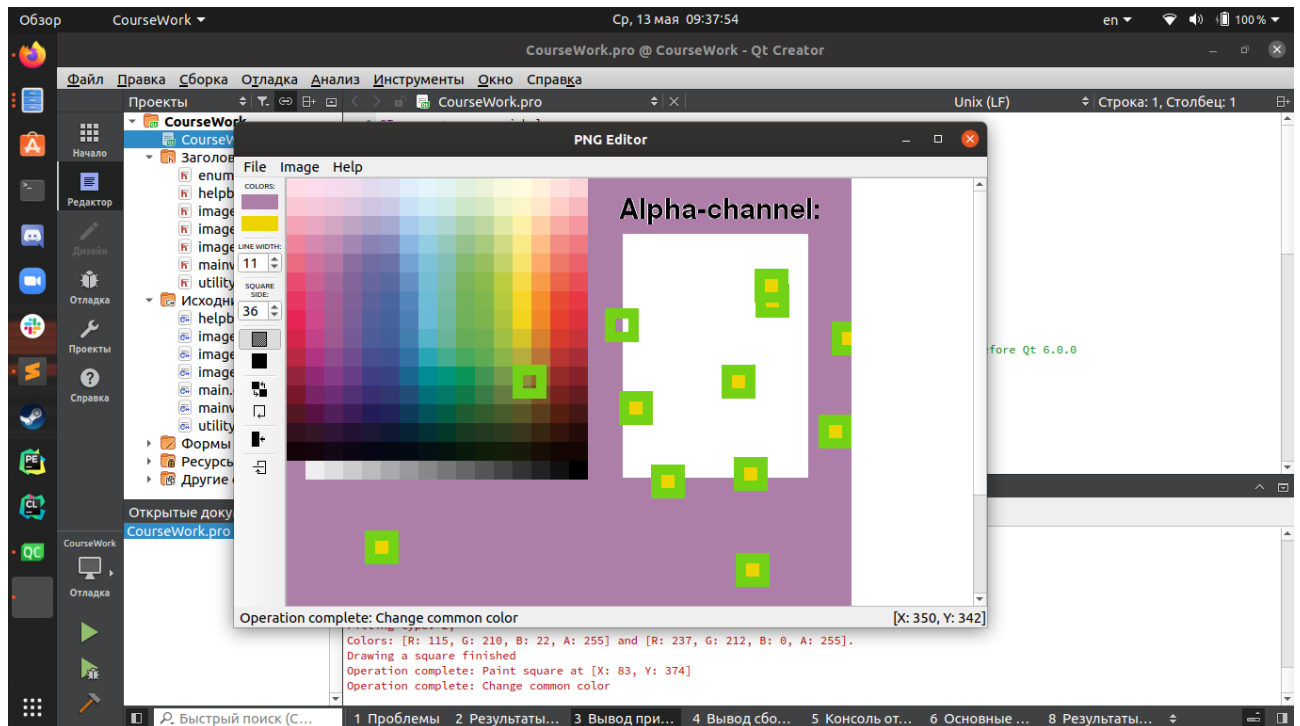 Обзор CourseWork Ср, 13 мая 09:37:54 en 100 %
CourseWork.pro @ CourseWork - Qt Creator
Файл Правка Сборка Отладка Анализ Инструменты Окно Справка
Проекты CourseWork.pro Unix (LF) Строка: 1, Столбец: 1
Начало
Редактор
Дизайн
Отладка
Проекты
Справка
CourseWork
Отладка
CourseWork
CourseW
Заголов
enum
helpb
image
image
image
mainw
utility
Исходни
helpb
image
image
image
main.
mainw
utility
Формы
Ресурсы
Другие
Открытые доку
CourseWork.pro
PNG Editor
File Image Help
COLORS:
LINE WIDTH:
11
SQUARE
SIDE:
36
Alpha-channel:
Operation complete: Change common color [X: 350, Y: 342]
efore Qt 6.0.0
Colors: [R: 115, G: 210, B: 22, A: 255] and [R: 237, G: 212, B: 0, A: 255].
Drawing a square finished
Operation complete: Paint square at [X: 83, Y: 374]
Operation complete: Change common color
Быстрый поиск (C... 1 Проблемы 2 Результаты... 3 Вывод при... 4 Вывод сбо... 5 Консоль от... 6 Основные ... 8 Результаты...